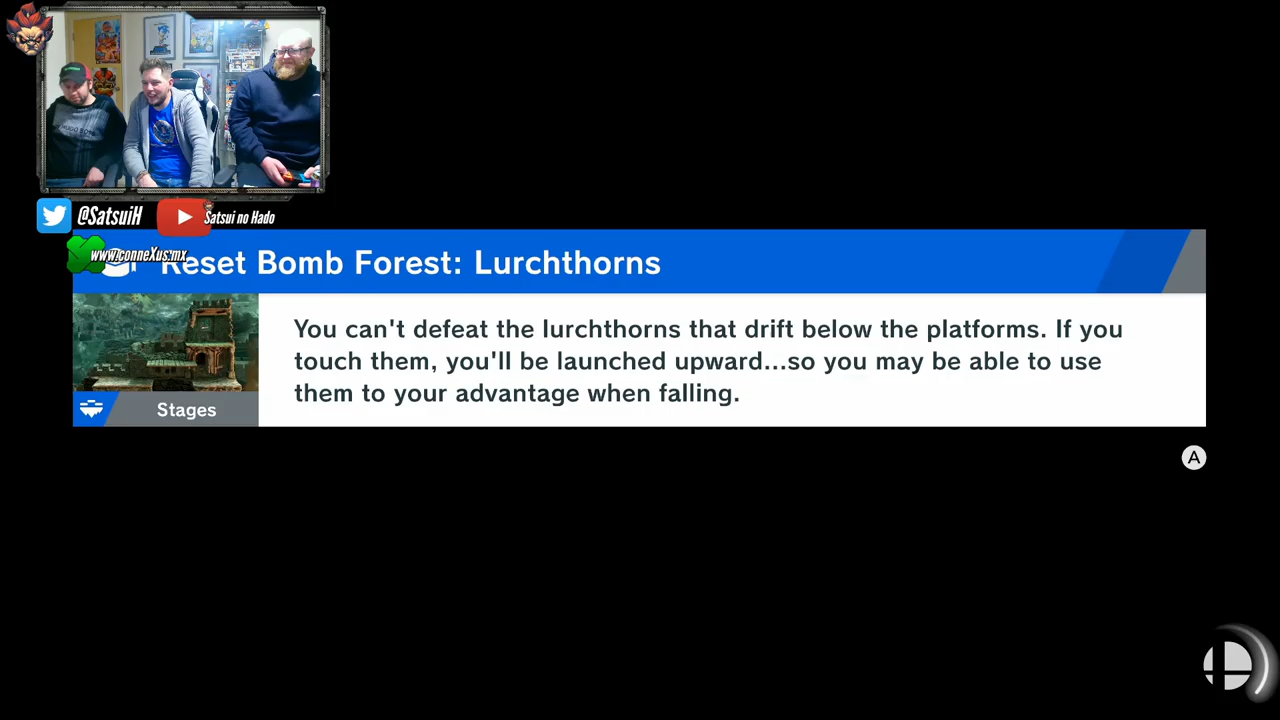 @SatsuiH
Satsui no Hado
www.conneXus.mx
Reset Bomb Forest: Lurchthorns
You can't defeat the lurchthorns that drift below the platforms. If you
touch them, you'll be launched upward...so you may be able to use
them to your advantage when falling.
Stages
A